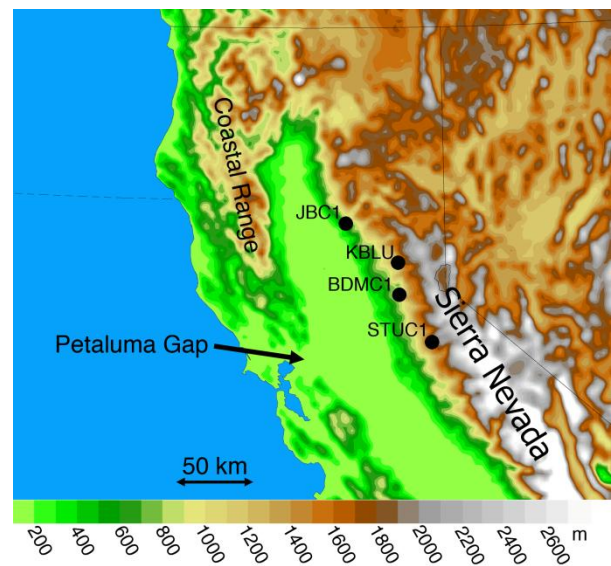 Coastal Range
JBC1
KBLU
BDMC1
STUC1
Sierra Nevada
Petaluma Gap
50 km
200 400 600 800 1000 1200 1400 1600 1800 2000 2200 2400 2600 m